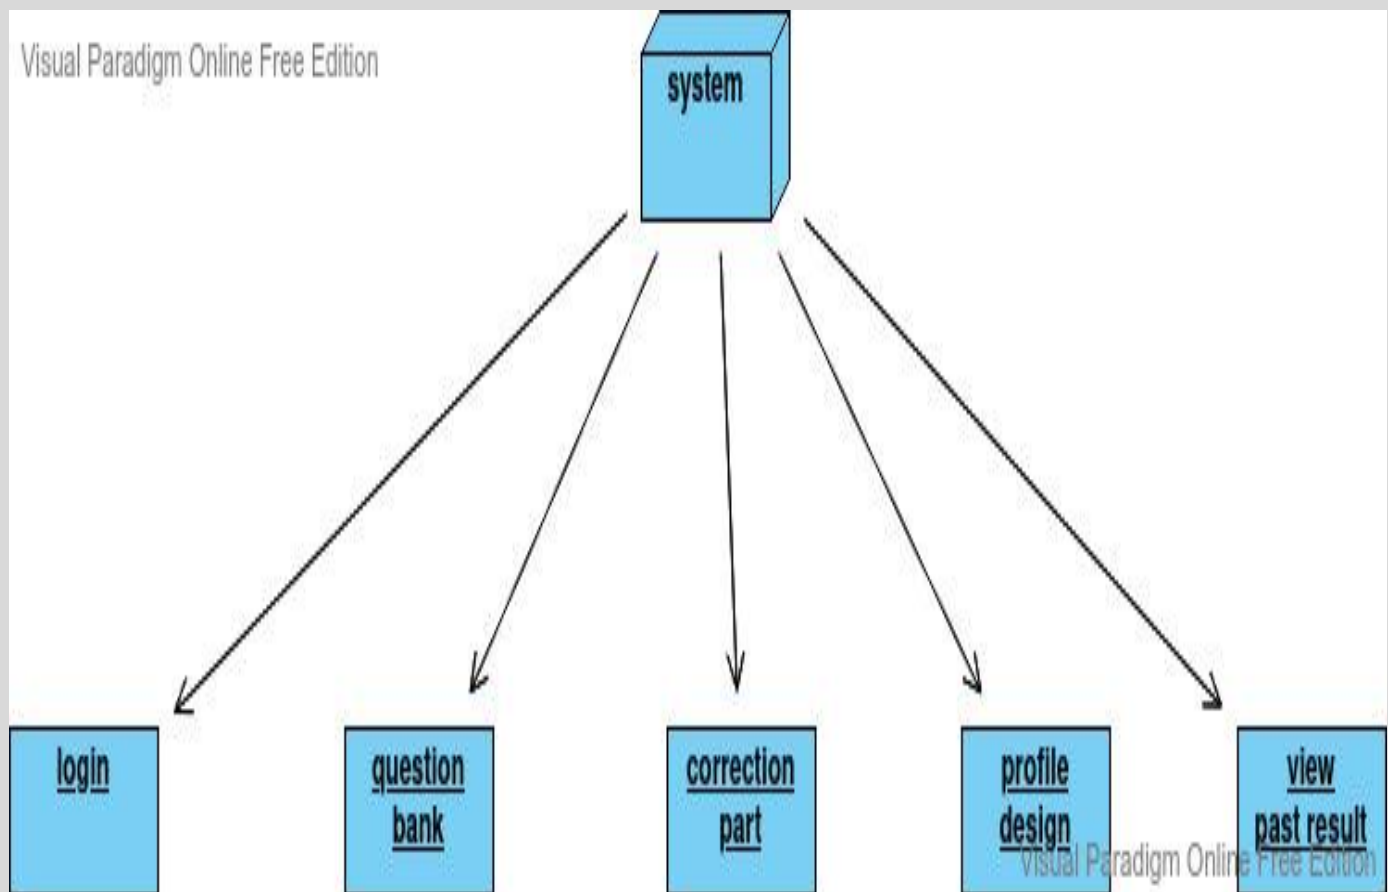 Visual Paradigm Online Free Edition
system
login
question
bank
correction
part
profile
design
view
past result
Visual Paradigm Online Free Edition